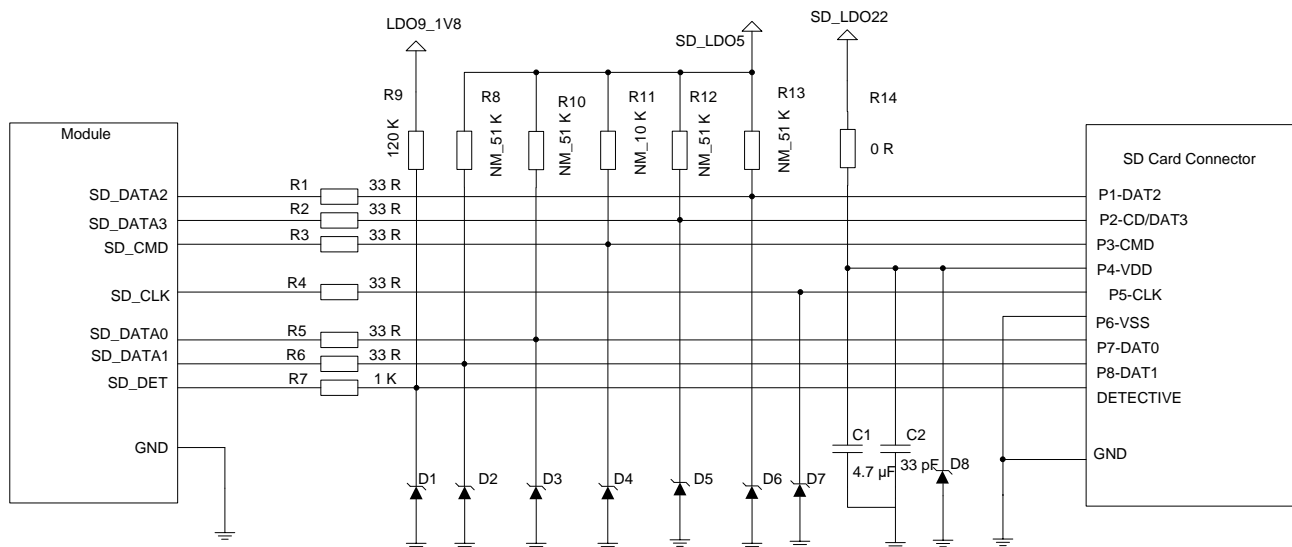 LDO9_1V8
SD_LDO5
SD_LDO22
R9
120 K
R8
NM_51 K
R10
NM_51 K
R11
NM_10 K
R12
NM_51 K
R13
NM_51 K
R14
0 R
Module
SD_DATA2
SD_DATA3
SD_CMD
SD_CLK
SD_DATA0
SD_DATA1
SD_DET
GND
R1 33 R
R2 33 R
R3 33 R
R4 33 R
R5 33 R
R6 33 R
R7 1 K
SD Card Connector
P1-DAT2
P2-CD/DAT3
P3-CMD
P4-VDD
P5-CLK
P6-VSS
P7-DAT0
P8-DAT1
DETECTIVE
GND
C1
4.7 µF
C2
33 pF
D1
D2
D3
D4
D5
D6
D7
D8